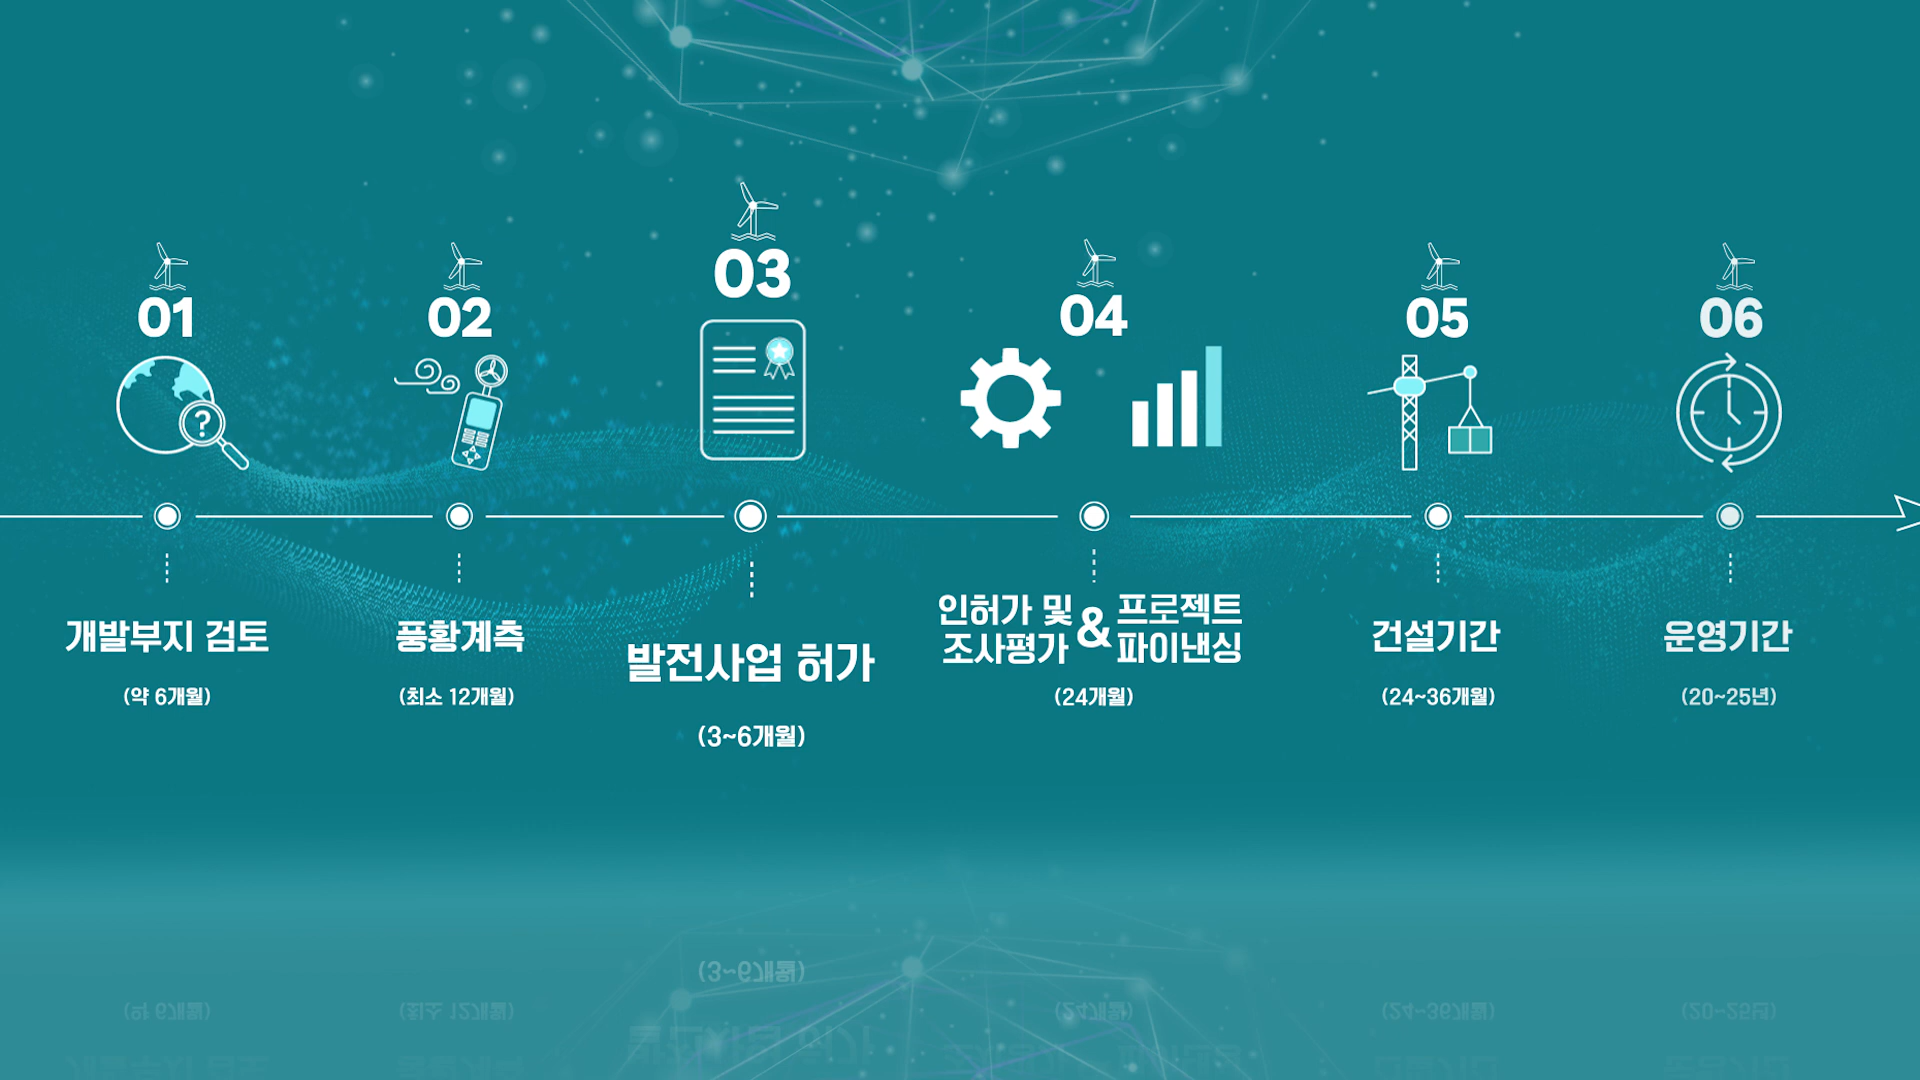 01
개발부지 검토
(약 6개월)
02
풍황계측
(최소 12개월)
03
발전사업 허가
(3~6개월)
04
인허가 및
조사평가
&
프로젝트
파이낸싱
(24개월)
05
건설기간
(24~36개월)
06
운영기간
(20~25년)
?